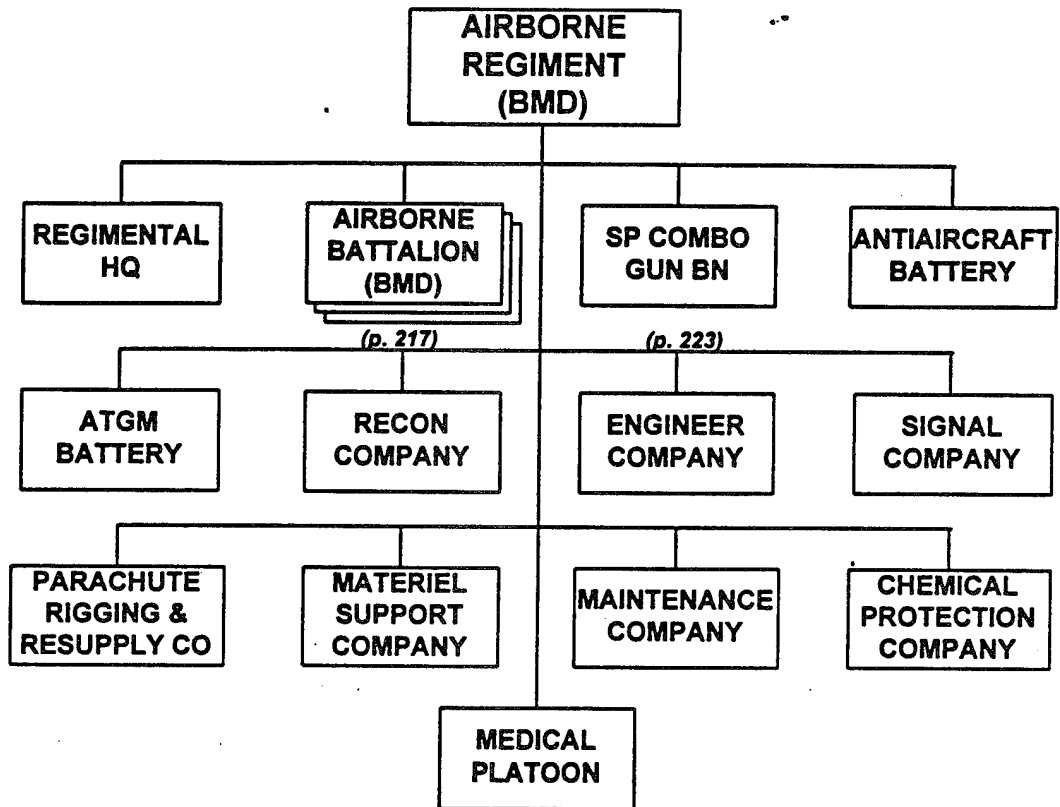 AIRBORNE
REGIMENT
(BMD)
REGIMENTAL
HQ
AIRBORNE
BATTALION
(BMD)
SP COMBO
GUN BN
ANTIAIRCRAFT
BATTERY
(p. 217)
(p. 223)
ATGM
BATTERY
RECON
COMPANY
ENGINEER
COMPANY
SIGNAL
COMPANY
PARACHUTE
RIGGING &
RESUPPLY CO
MATERIEL
SUPPORT
COMPANY
MAINTENANCE
COMPANY
CHEMICAL
PROTECTION
COMPANY
MEDICAL
PLATOON